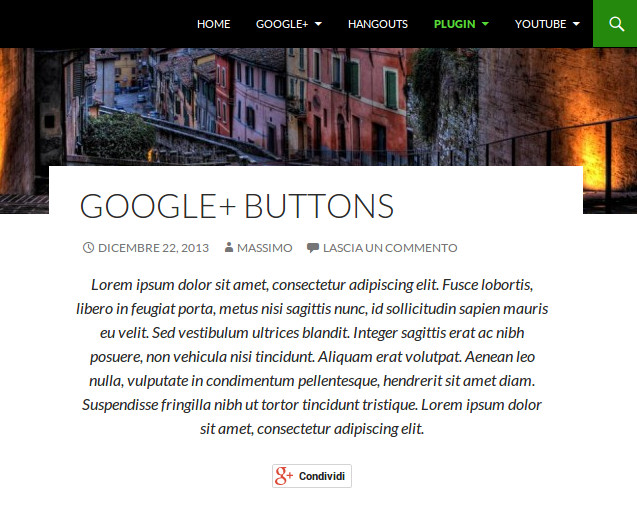 HOME GOOGLE+ HANGOUTS PLUGIN YOUTUBE
GOOGLE+ BUTTONS
DICEMBRE 22, 2013 MASSIMO LASCIA UN COMMENTO
Lorem ipsum dolor sit amet, consectetur adipiscing elit. Fusce lobortis,
libero in feugiat porta, metus nisi sagittis nunc, id sollicitudin sapien mauris
eu velit. Sed vestibulum ultrices blandit. Integer sagittis erat ac nibh
posuere, non vehicula nisi tincidunt. Aliquam erat volutpat. Aenean leo
nulla, vulputate in condimentum pellentesque, hendrerit sit amet diam.
Suspendisse fringilla nibh ut tortor tincidunt tristique. Lorem ipsum dolor
sit amet, consectetur adipiscing elit.
g+ Condividi